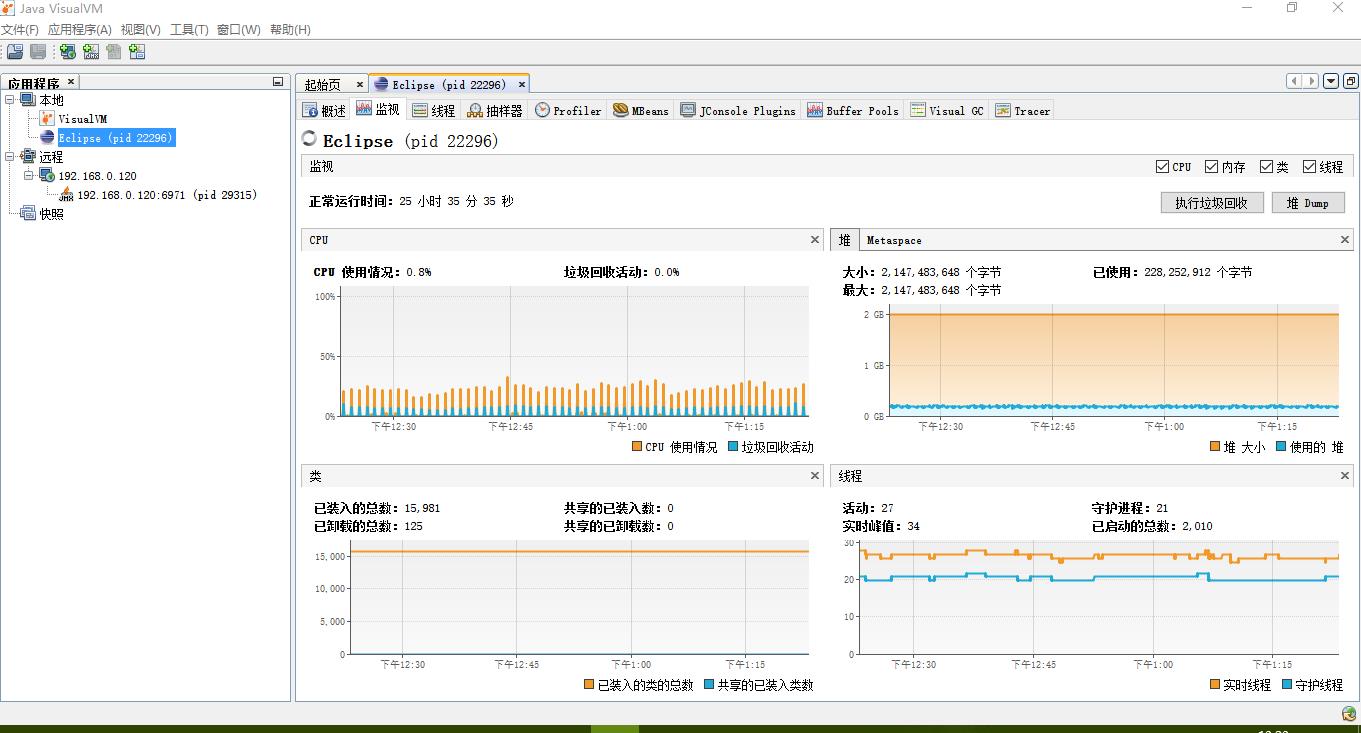 Java VisualVM
文件(F) 应用程序(A) 视图(V) 工具(T) 窗口(W) 帮助(H)
应用程序
本地
VisualVM
Eclipse (pid 22296)
远程
192.168.0.120
192.168.0.120:6971 (pid 29315)
快照
起始页 Eclipse (pid 22296)
概述 监视 线程 抽样器 Profiler MBeans JConsole Plugins Buffer Pools Visual GC Tracer
Eclipse (pid 22296)
监视 CPU 内存 类 线程
正常运行时间: 25 小时 35 分 35 秒 执行垃圾回收 堆 Dump
CPU
CPU 使用情况: 0.8% 垃圾回收活动: 0.0%
100%
50%
0%
下午12:30 下午12:45 下午1:00 下午1:15
CPU 使用情况 垃圾回收活动
堆 Metaspace
大小: 2,147,483,648 个字节 已使用: 228,252,912 个字节
最大: 2,147,483,648 个字节
2 GB
1 GB
0 GB
下午12:30 下午12:45 下午1:00 下午1:15
堆 大小 使用的 堆
类
已装入的总数: 15,981 共享的已装入数: 0
已卸载的总数: 125 共享的已卸载数: 0
15,000
10,000
5,000
0
下午12:30 下午12:45 下午1:00 下午1:15
已装入的类的总数 共享的已装入类数
线程
活动: 27 守护进程: 21
实时峰值: 34 已启动的总数: 2,010
30
20
10
0
下午12:30 下午12:45 下午1:00 下午1:15
实时线程 守护线程